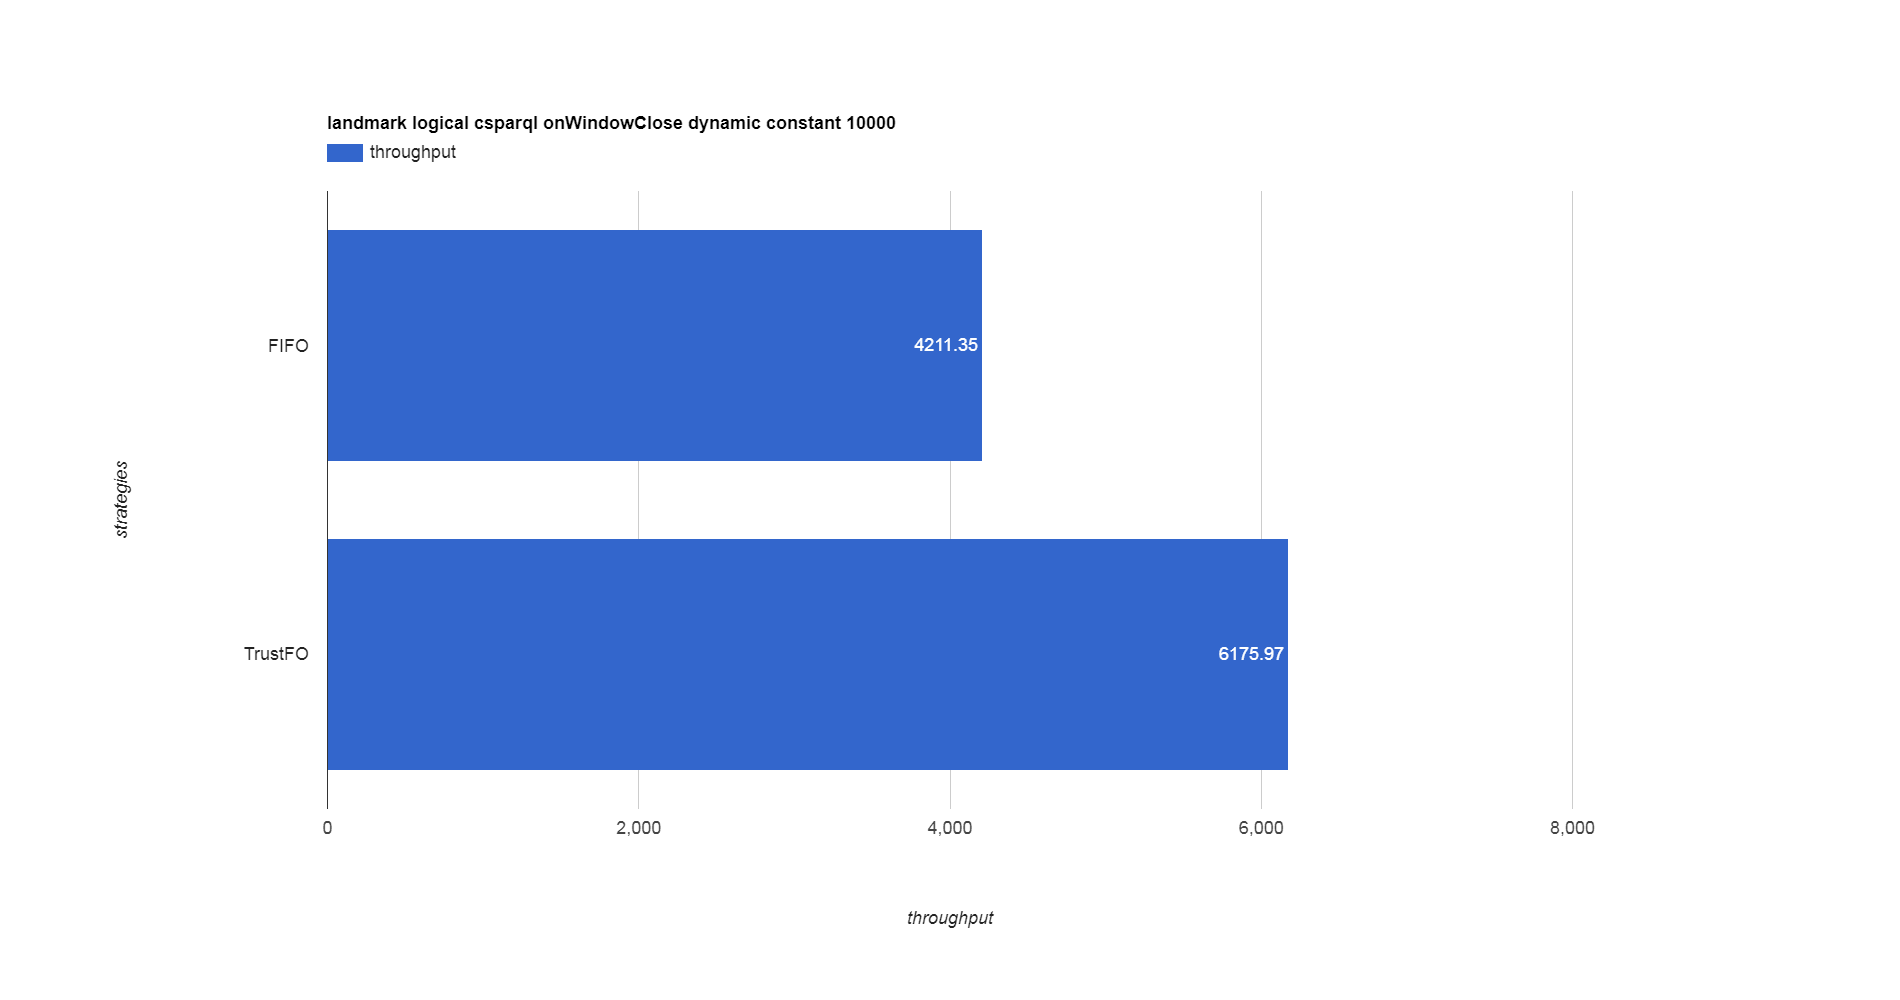 landmark logical csparql onWindowClose dynamic constant 10000
throughput
strategies
FIFO
4211.35
TrustFO
6175.97
0 2,000 4,000 6,000 8,000
throughput